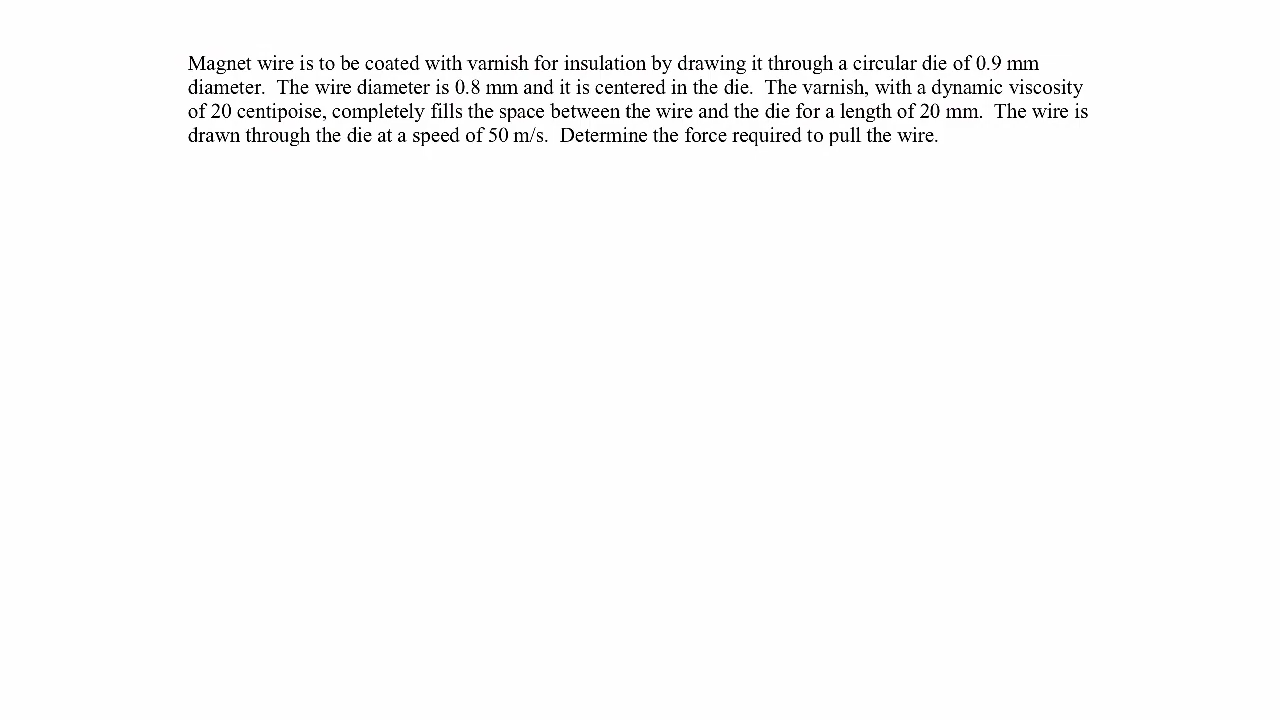 Magnet wire is to be coated with varnish for insulation by drawing it through a circular die of 0.9 mm
diameter.  The wire diameter is 0.8 mm and it is centered in the die.  The varnish, with a dynamic viscosity
of 20 centipoise, completely fills the space between the wire and the die for a length of 20 mm.  The wire is
drawn through the die at a speed of 50 m/s.  Determine the force required to pull the wire.